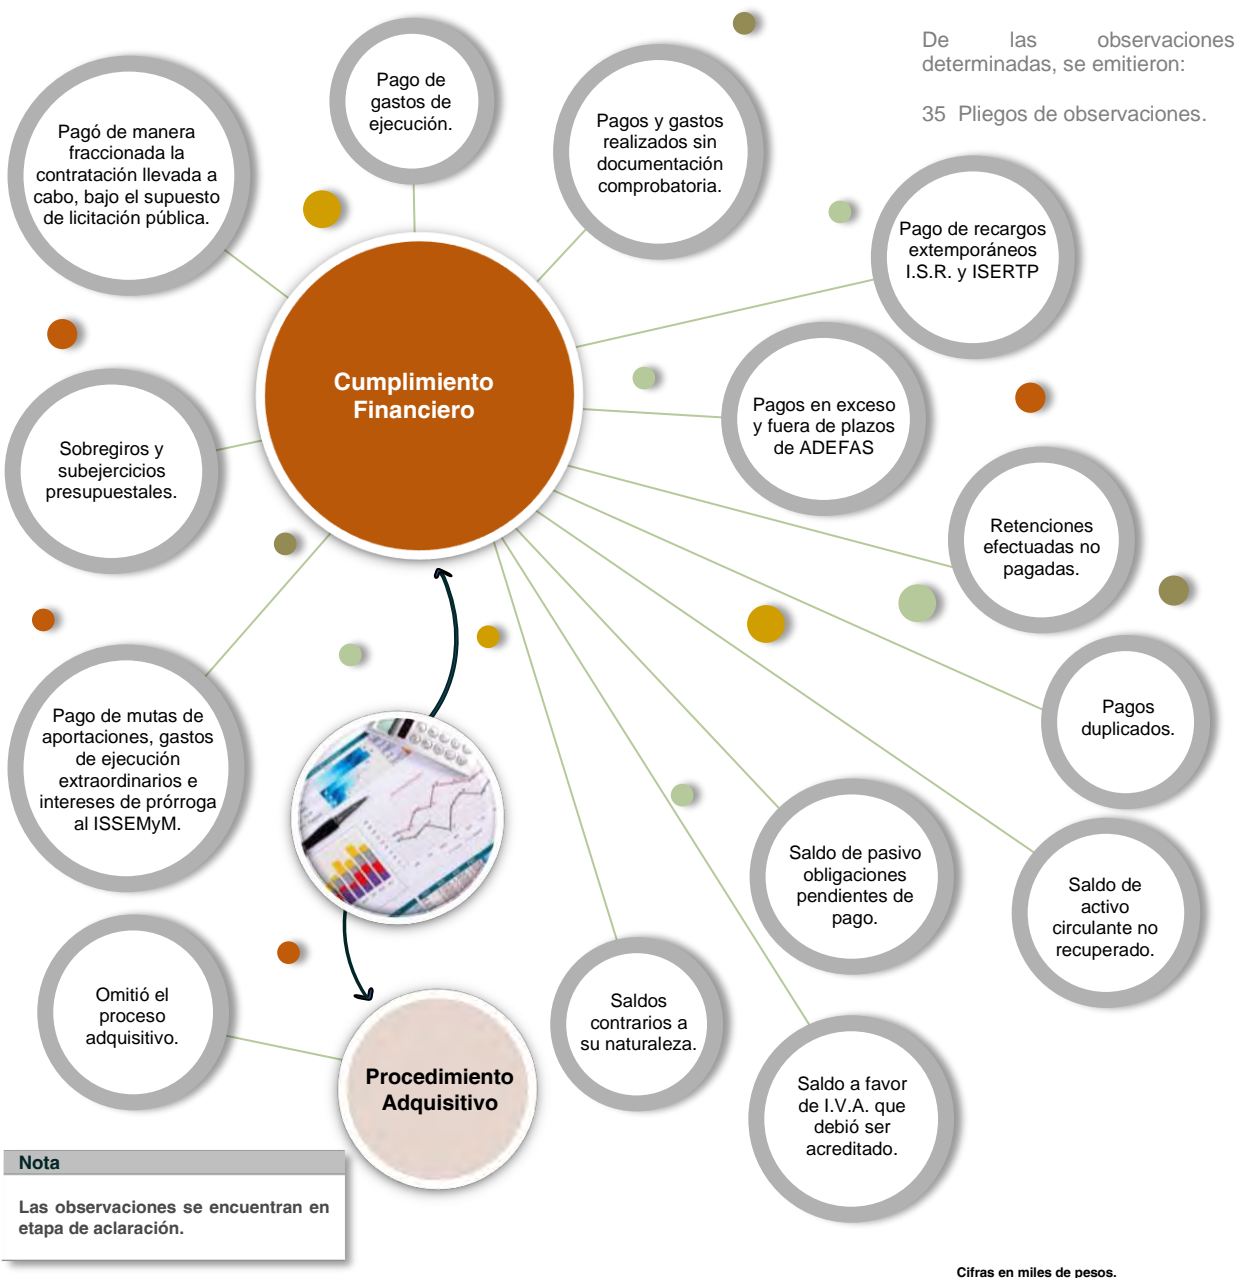 De las observaciones
determinadas, se emitieron:
35 Pliegos de observaciones.
Pago de
gastos de
ejecución.
Pagó de manera
fraccionada la
contratación llevada a
cabo, bajo el supuesto
de licitación pública.
Pagos y gastos
realizados sin
documentación
comprobatoria.
Pago de recargos
extemporáneos
I.S.R. y ISERTP
Cumplimiento
Financiero
Pagos en exceso
y fuera de plazos
de ADEFAS
Sobregiros y
subejercicios
presupuestales.
Retenciones
efectuadas no
pagadas.
Pagos
duplicados.
Pago de mutas de
aportaciones, gastos
de ejecución
extraordinarios e
intereses de prórroga
al ISSEMyM.
Saldo de pasivo
obligaciones
pendientes de
pago.
Saldo de
activo
circulante no
recuperado.
Omitió el
proceso
adquisitivo.
Saldos
contrarios a
su naturaleza.
Procedimiento
Adquisitivo
Saldo a favor
de I.V.A. que
debió ser
acreditado.
Nota
Las observaciones se encuentran en
etapa de aclaración.
Cifras en miles de pesos.